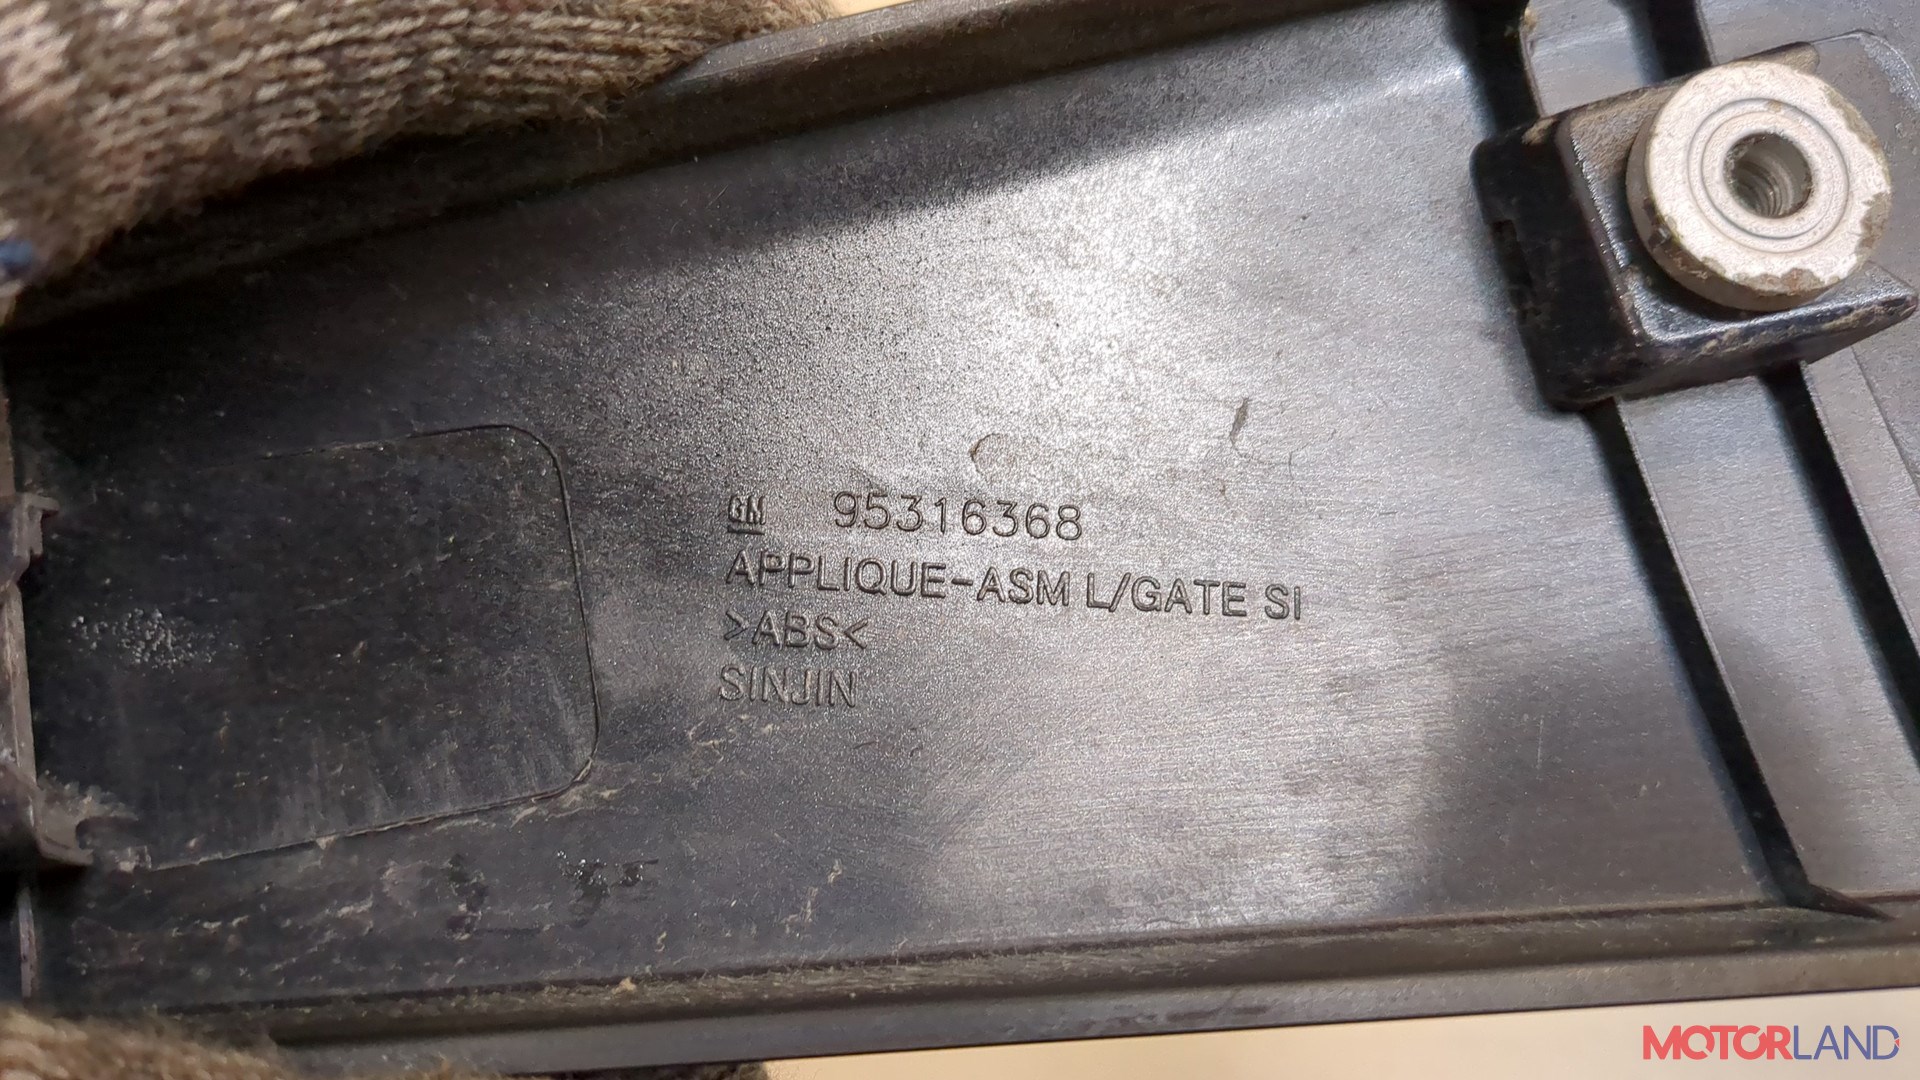 GM 95316368
APPLIQUE-ASM L/GATE SI
>ABS<
SINJIN
MOTORLAND